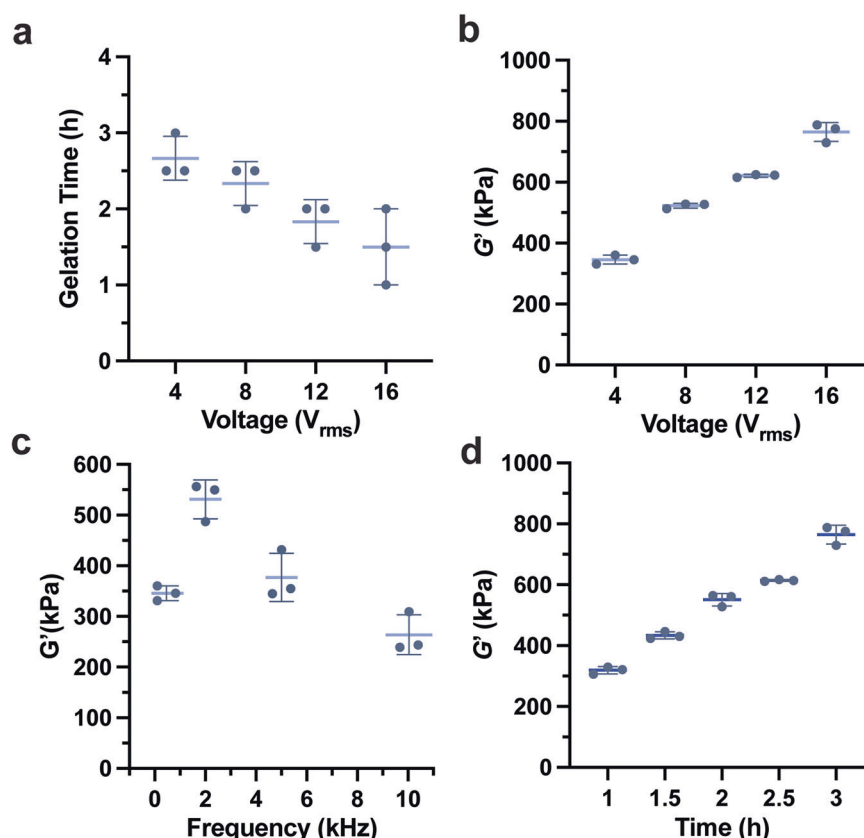 a
Gelation Time (h)
4
3
2
1
0
4 8 12 16
Voltage (Vrms)
b
G' (kPa)
1000
800
600
400
200
0
4 8 12 16
Voltage (Vrms)
c
G'(kPa)
600
550
500
400
300
200
100
0
0 2 4 6 8 10
Frequency (kHz)
d
G' (kPa)
1000
800
600
400
200
0
1 1.5 2 2.5 3
Time (h)